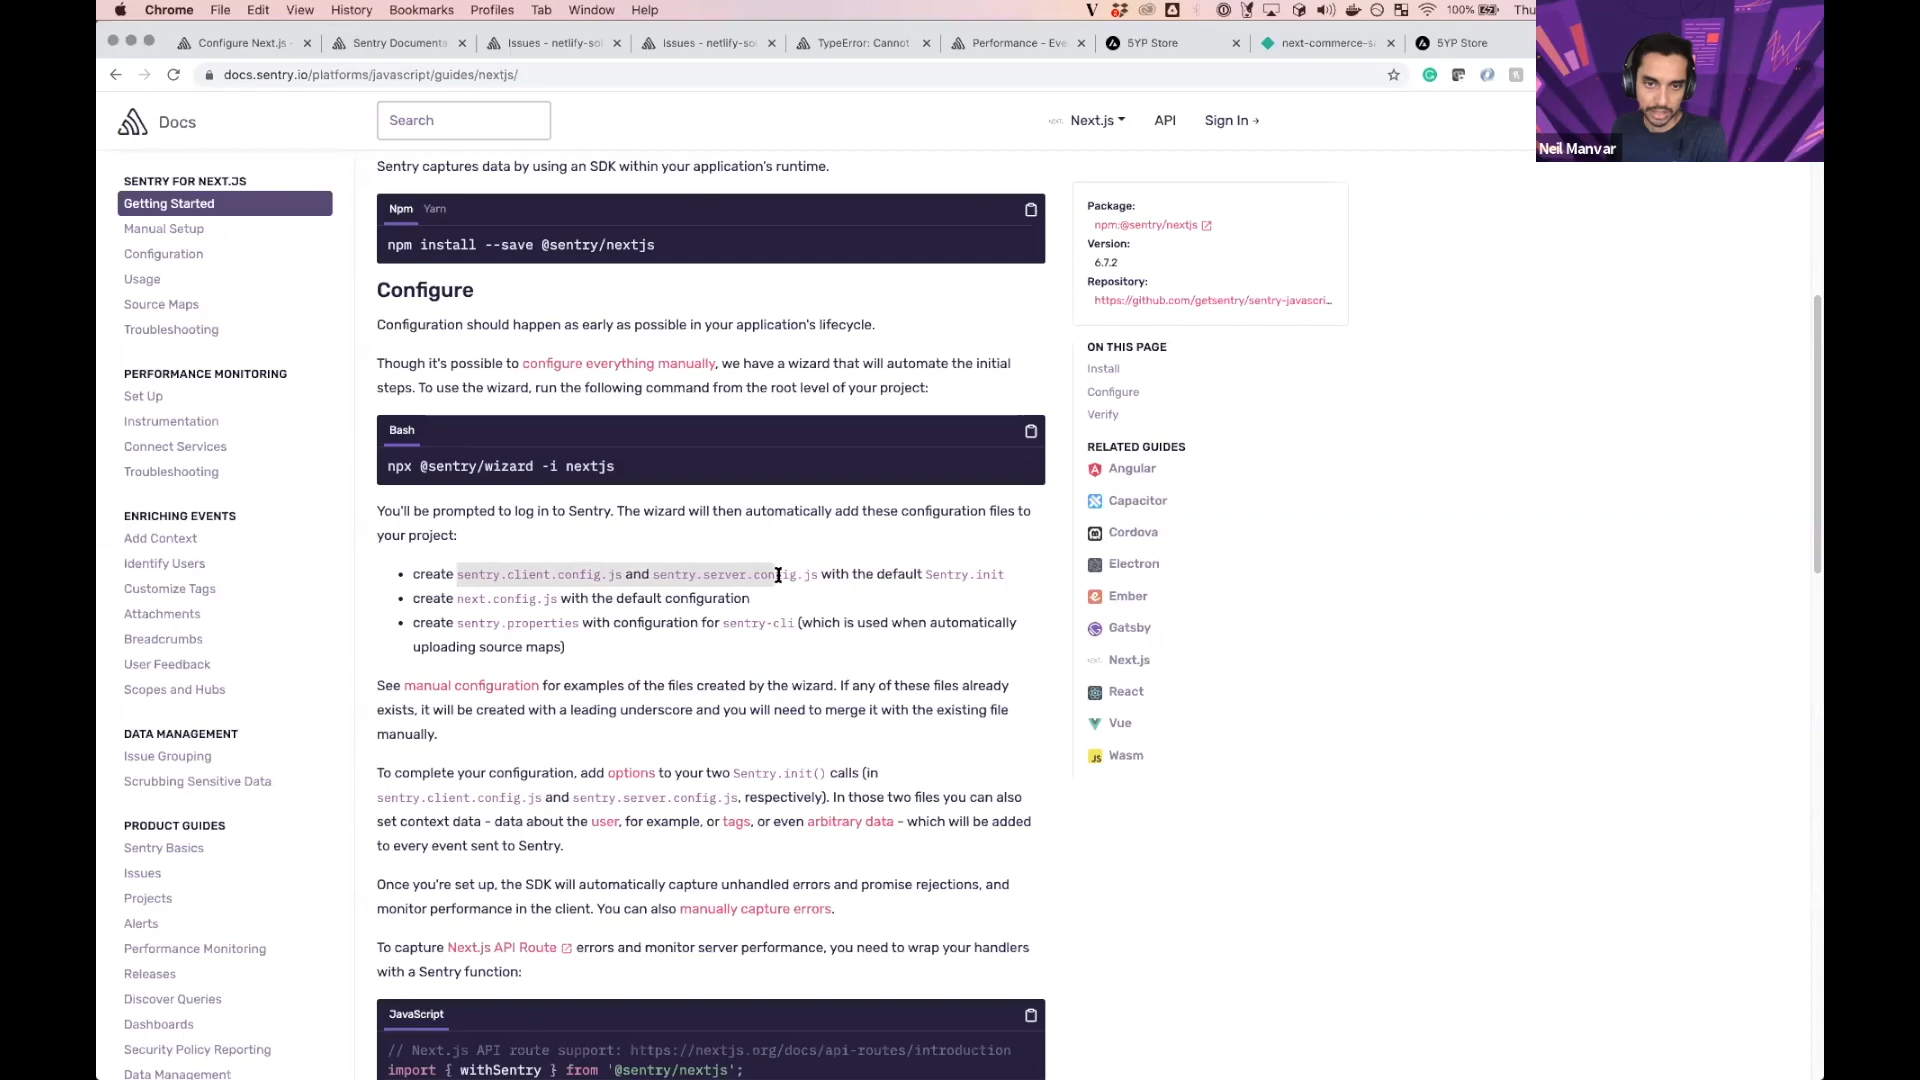 Chrome File Edit View History Bookmarks Profiles Tab Window Help 100% Thu
Configure Next.js Sentry Documenta Issues - netlify-sol Issues - netlify-sol TypeError: Cannot Performance - Eve 5YP Store next-commerce-sa 5YP Store
docs.sentry.io/platforms/javascript/guides/nextjs/
Neil Manvar
Docs
Search
Next.js API Sign In
SENTRY FOR NEXT.JS
Getting Started
Manual Setup
Configuration
Usage
Source Maps
Troubleshooting
PERFORMANCE MONITORING
Set Up
Instrumentation
Connect Services
Troubleshooting
ENRICHING EVENTS
Add Context
Identify Users
Customize Tags
Attachments
Breadcrumbs
User Feedback
Scopes and Hubs
DATA MANAGEMENT
Issue Grouping
Scrubbing Sensitive Data
PRODUCT GUIDES
Sentry Basics
Issues
Projects
Alerts
Performance Monitoring
Releases
Discover Queries
Dashboards
Security Policy Reporting
Data Management
Sentry captures data by using an SDK within your application's runtime.
Npm Yarn
npm install --save @sentry/nextjs
Configure
Configuration should happen as early as possible in your application's lifecycle.
Though it's possible to configure everything manually, we have a wizard that will automate the initial
steps. To use the wizard, run the following command from the root level of your project:
Bash
npx @sentry/wizard -i nextjs
You'll be prompted to log in to Sentry. The wizard will then automatically add these configuration files to
your project:
• create sentry.client.config.js and sentry.server.config.js with the default Sentry.init
• create next.config.js with the default configuration
• create sentry.properties with configuration for sentry-cli (which is used when automatically
uploading source maps)
See manual configuration for examples of the files created by the wizard. If any of these files already
exists, it will be created with a leading underscore and you will need to merge it with the existing file
manually.
To complete your configuration, add options to your two Sentry.init() calls (in
sentry.client.config.js and sentry.server.config.js, respectively). In those two files you can also
set context data - data about the user, for example, or tags, or even arbitrary data - which will be added
to every event sent to Sentry.
Once you're set up, the SDK will automatically capture unhandled errors and promise rejections, and
monitor performance in the client. You can also manually capture errors.
To capture Next.js API Route errors and monitor server performance, you need to wrap your handlers
with a Sentry function:
JavaScript
// Next.js API route support: https://nextjs.org/docs/api-routes/introduction
import { withSentry } from '@sentry/nextjs';
Package:
npm:@sentry/nextjs
Version:
6.7.2
Repository:
https://github.com/getsentry/sentry-javascri...
ON THIS PAGE
Install
Configure
Verify
RELATED GUIDES
Angular
Capacitor
Cordova
Electron
Ember
Gatsby
Next.js
React
Vue
Wasm